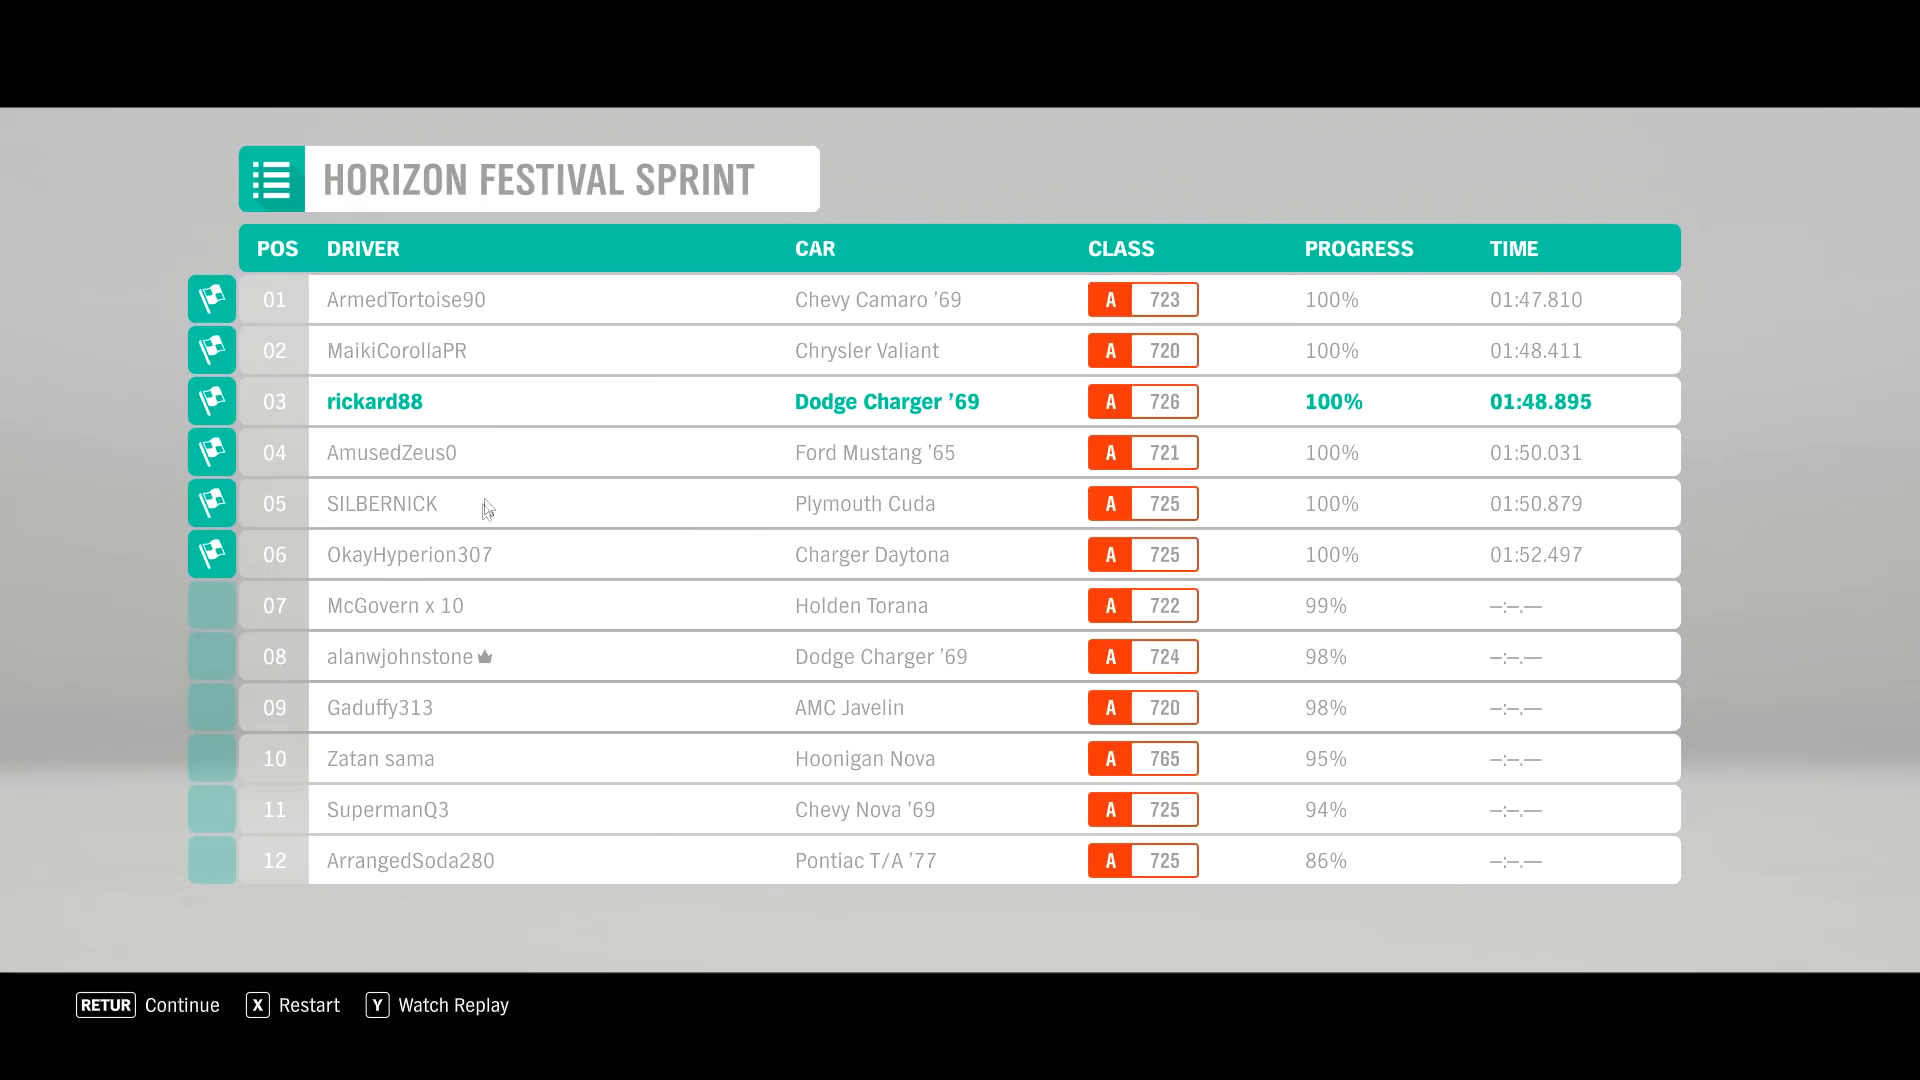 HORIZON FESTIVAL SPRINT
POS DRIVER CAR CLASS PROGRESS TIME
01 ArmedTortoise90 Chevy Camaro ’69 A 723 100% 01:47.810
02 MaikiCorollaPR Chrysler Valiant A 720 100% 01:48.411
03 rickard88 Dodge Charger ’69 A 726 100% 01:48.895
04 AmusedZeus0 Ford Mustang ’65 A 721 100% 01:50.031
05 SILBERNICK Plymouth Cuda A 725 100% 01:50.879
06 OkayHyperion307 Charger Daytona A 725 100% 01:52.497
07 McGovern x 10 Holden Torana A 722 99% –:–.––
08 alanwjohnstone Dodge Charger ’69 A 724 98% –:–.––
09 Gaduffy313 AMC Javelin A 720 98% –:–.––
10 Zatan sama Hoonigan Nova A 765 95% –:–.––
11 SupermanQ3 Chevy Nova ’69 A 725 94% –:–.––
12 ArrangedSoda280 Pontiac T/A ’77 A 725 86% –:–.––
RETUR Continue X Restart Y Watch Replay